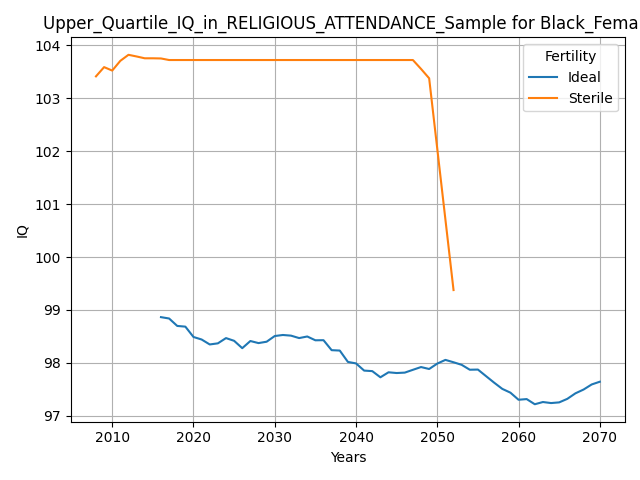 Upper_Quartile_IQ_in_RELIGIOUS_ATTENDANCE_Sample for Black_Fema
104
103
102
101
100
99
98
97
IQ
Fertility
Ideal
Sterile
2010 2020 2030 2040 2050 2060 2070
Years